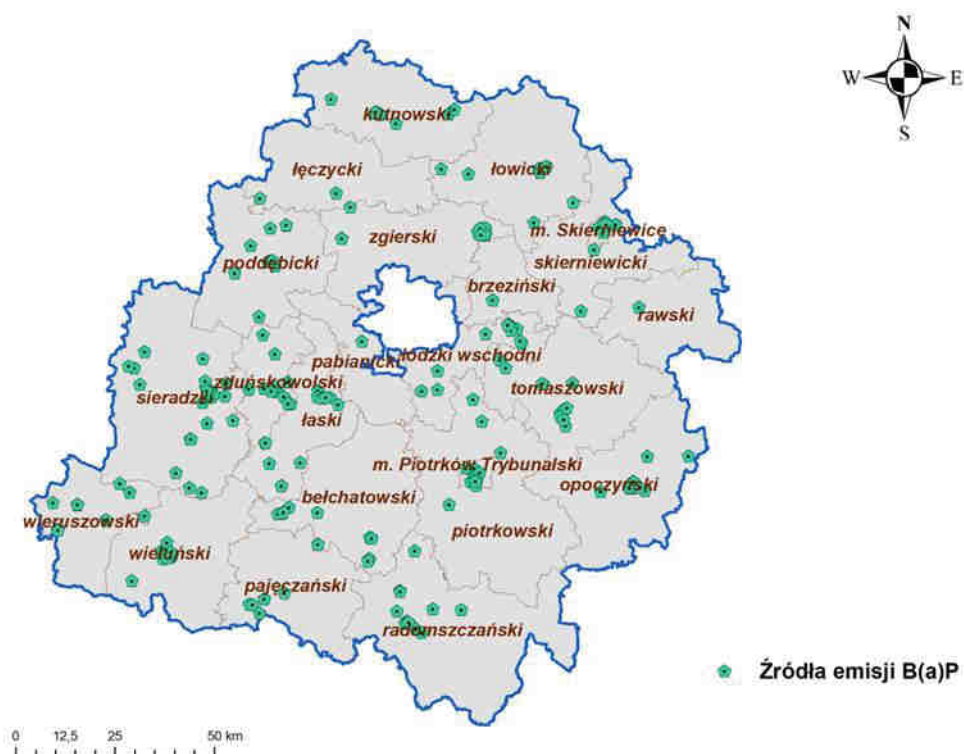 N
W E
S
kutnowski
łęczycki
łowicki
m. Skierniewice
zgierski
skierniewicki
poddębicki
brzeziński
rawski
pabianicki
łódzki wschodni
zduńskowolski
tomaszowski
sieradzki
łaski
m. Piotrków Trybunalski
opoczyński
bełchatowski
wieruszowski
piotrkowski
wieluński
pajęczański
radomszczański
Źródła emisji B(a)P
0 12,5 25 50 km